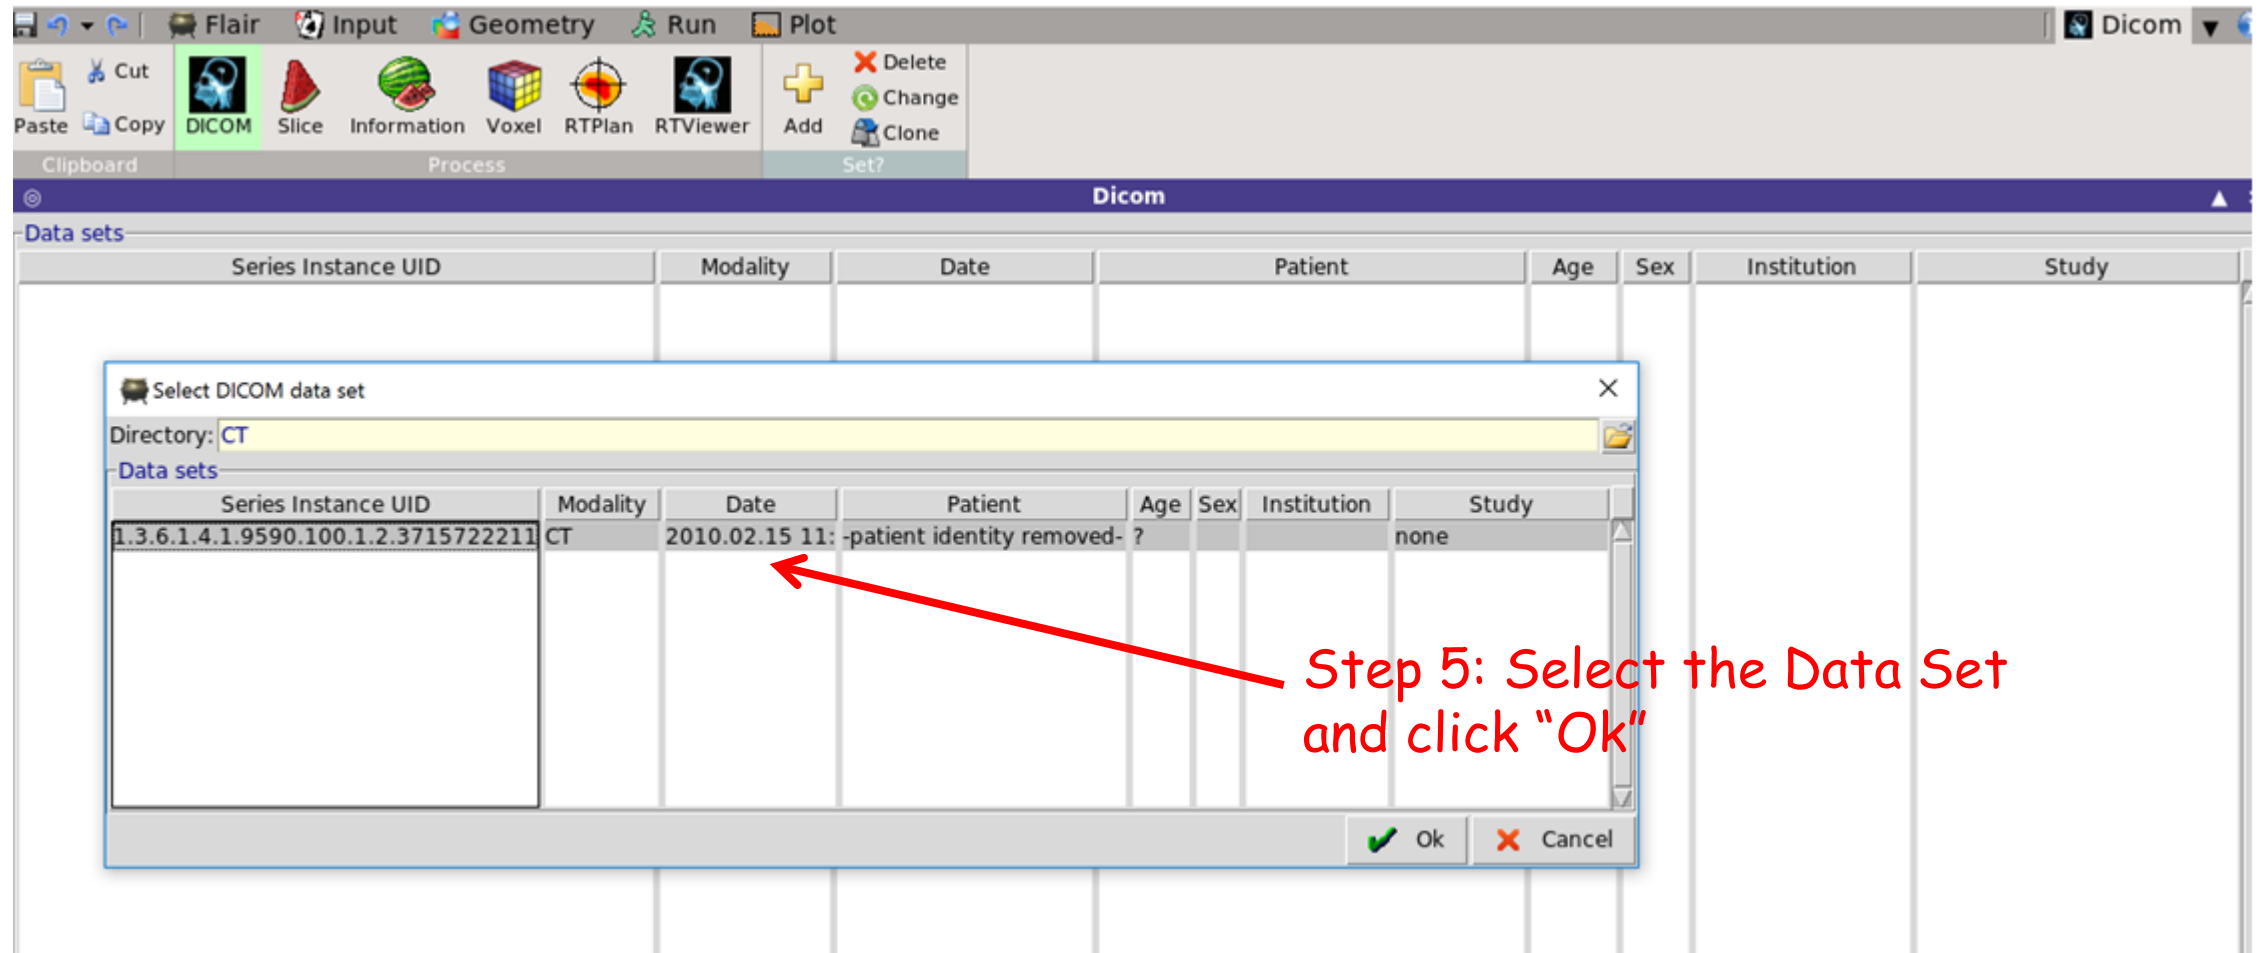 Flair Input Geometry Run Plot Dicom
Paste Cut Copy DICOM Slice Information Voxel RTPlan RTViewer Add Delete Change Clone
Clipboard Process Set?
Dicom
Data sets
Series Instance UID Modality Date Patient Age Sex Institution Study
Select DICOM data set
Directory: CT
Data sets
Series Instance UID Modality Date Patient Age Sex Institution Study
1.3.6.1.4.1.9590.100.1.2.3715722211 CT 2010.02.15 11: -patient identity removed- ? none
Step 5: Select the Data Set
and click “Ok”
Ok Cancel